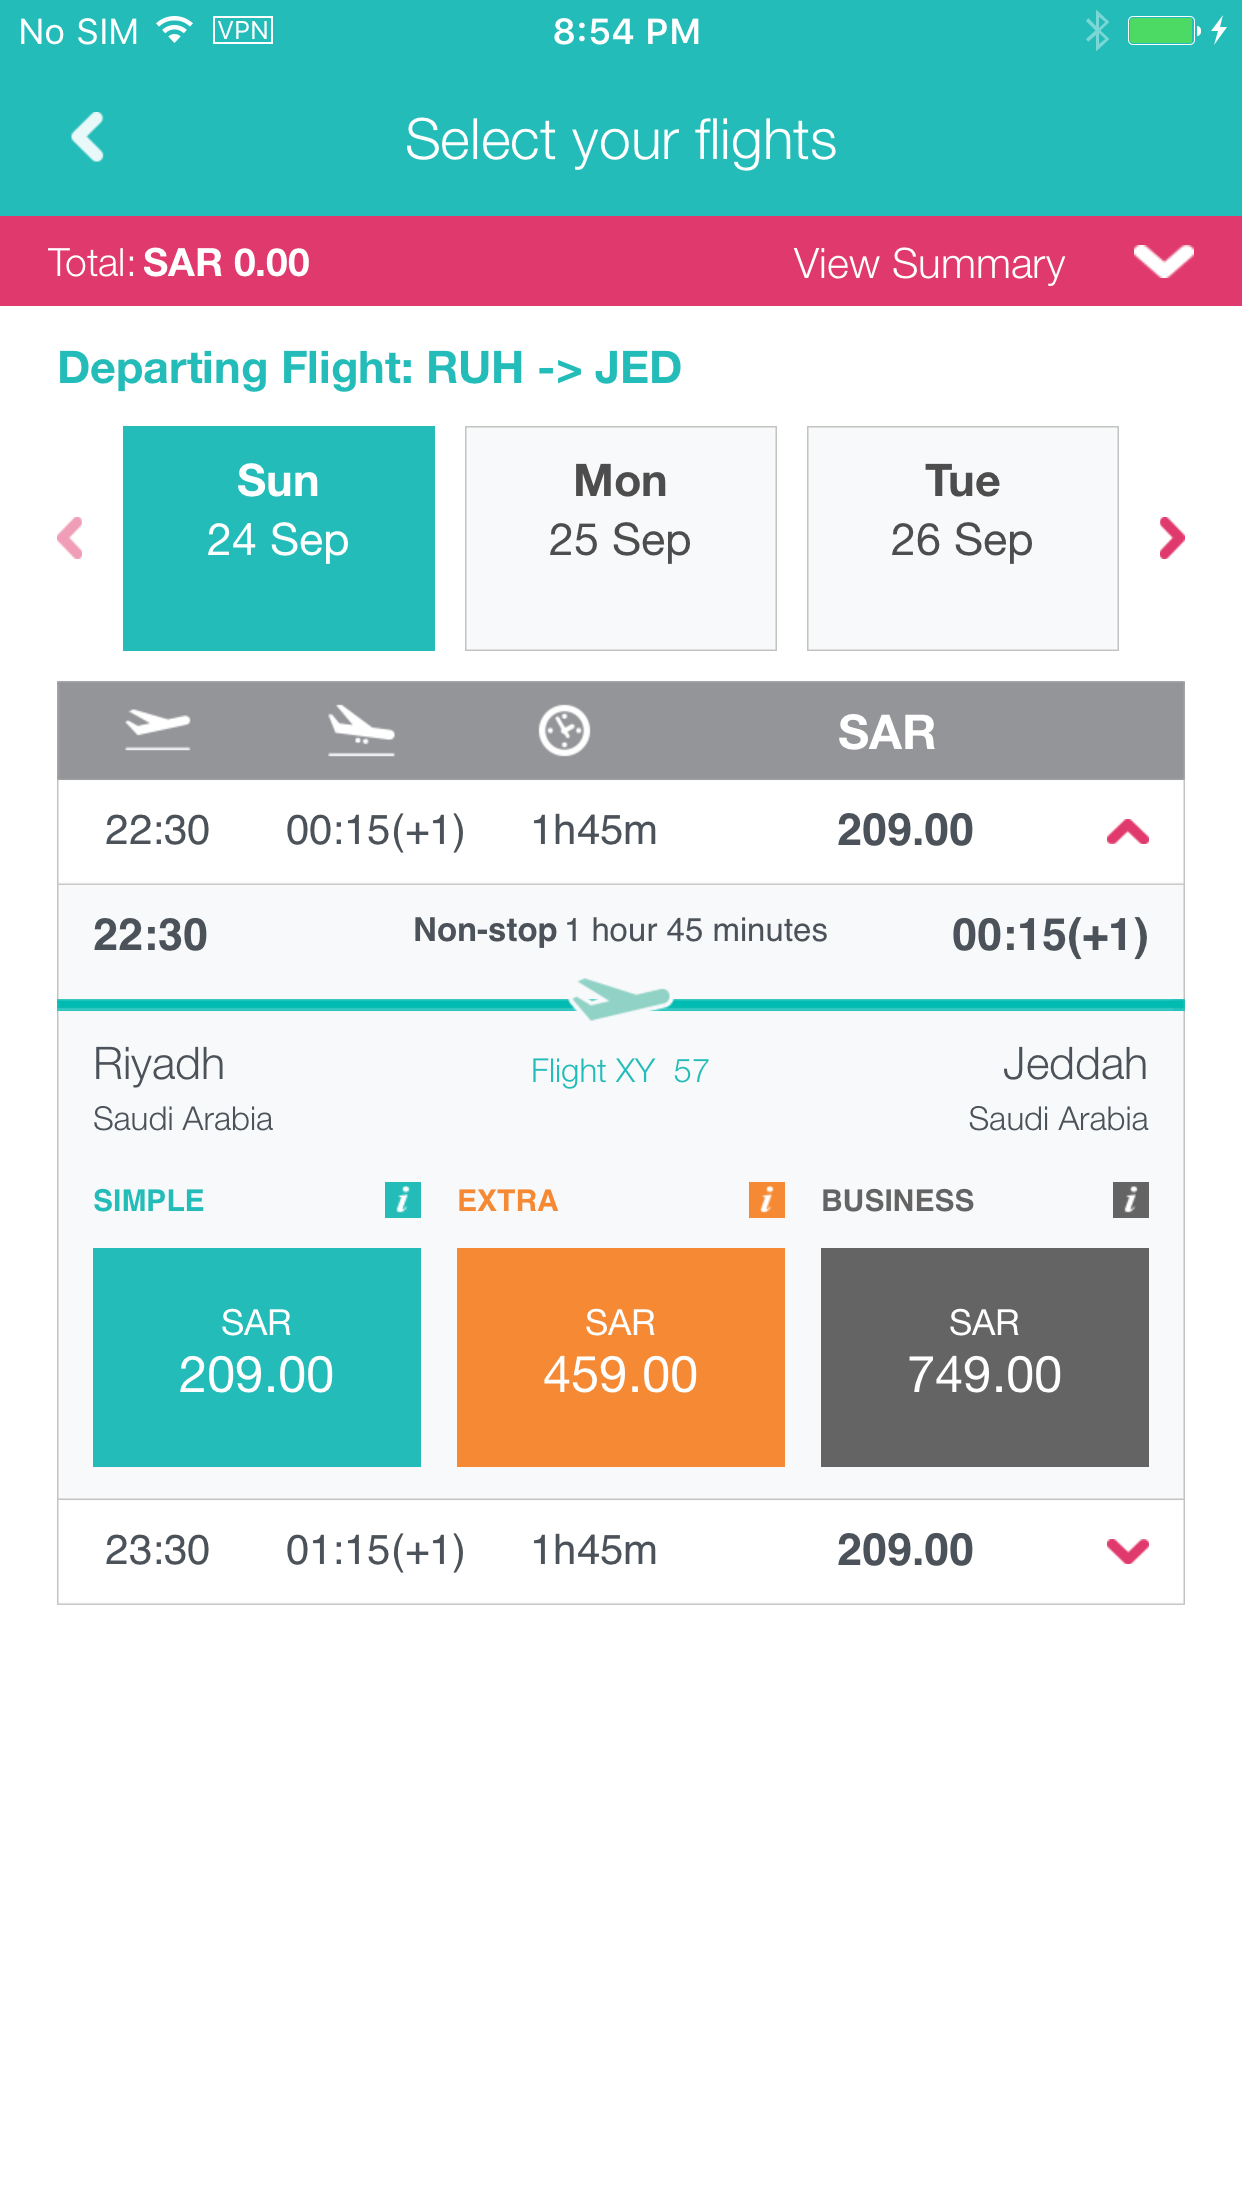 No SIM VPN 8:54 PM
Select your flights
Total: SAR 0.00 View Summary
Departing Flight: RUH -> JED
Sun Mon Tue
24 Sep 25 Sep 26 Sep
SAR
22:30 00:15(+1) 1h45m 209.00
22:30 Non-stop 1 hour 45 minutes 00:15(+1)
Riyadh Flight XY 57 Jeddah
Saudi Arabia Saudi Arabia
SIMPLE i EXTRA i BUSINESS i
SAR SAR SAR
209.00 459.00 749.00
23:30 01:15(+1) 1h45m 209.00